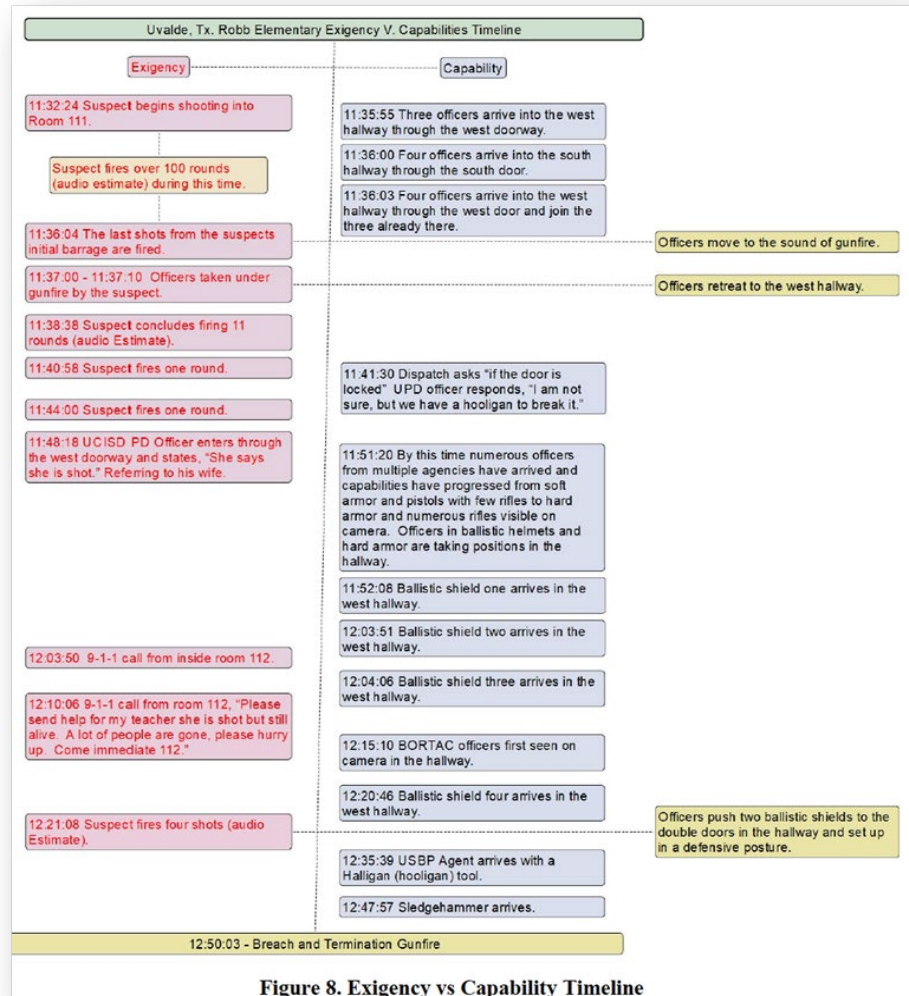 Uvalde, Tx. Robb Elementary Exigency V. Capabilities Timeline
Exigency
Capability
11:32:24 Suspect begins shooting into
Room 111.
Suspect fires over 100 rounds
(audio estimate) during this time.
11:35:55 Three officers arrive into the west
hallway through the west doorway.
11:36:00 Four officers arrive into the south
hallway through the south door.
11:36:03 Four officers arrive into the west
hallway through the west door and join the
three already there.
11:36:04 The last shots from the suspects
initial barrage are fired.
Officers move to the sound of gunfire.
11:37:00 - 11:37:10 Officers taken under
gunfire by the suspect.
Officers retreat to the west hallway.
11:38:38 Suspect concludes firing 11
rounds (audio Estimate).
11:40:58 Suspect fires one round.
11:41:30 Dispatch asks “if the door is
locked” UPD officer responds, “I am not
sure, but we have a hooligan to break it.”
11:44:00 Suspect fires one round.
11:48:18 UCISD PD Officer enters through
the west doorway and states, “She says
she is shot.” Referring to his wife.
11:51:20 By this time numerous officers
from multiple agencies have arrived and
capabilities have progressed from soft
armor and pistols with few rifles to hard
armor and numerous rifles visible on
camera. Officers in ballistic helmets and
hard armor are taking positions in the
hallway.
11:52:08 Ballistic shield one arrives in the
west hallway.
12:03:50 9-1-1 call from inside room 112.
12:03:51 Ballistic shield two arrives in the
west hallway.
12:04:06 Ballistic shield three arrives in the
west hallway.
12:10:06 9-1-1 call from room 112, “Please
send help for my teacher she is shot but still
alive. A lot of people are gone, please hurry
up. Come immediate 112.”
12:15:10 BORTAC officers first seen on
camera in the hallway.
12:20:46 Ballistic shield four arrives in the
west hallway.
12:21:08 Suspect fires four shots (audio
Estimate).
Officers push two ballistic shields to the
double doors in the hallway and set up
in a defensive posture.
12:35:39 USBP Agent arrives with a
Halligan (hooligan) tool.
12:47:57 Sledgehammer arrives.
12:50:03 - Breach and Termination Gunfire
Figure 8. Exigency vs Capability Timeline